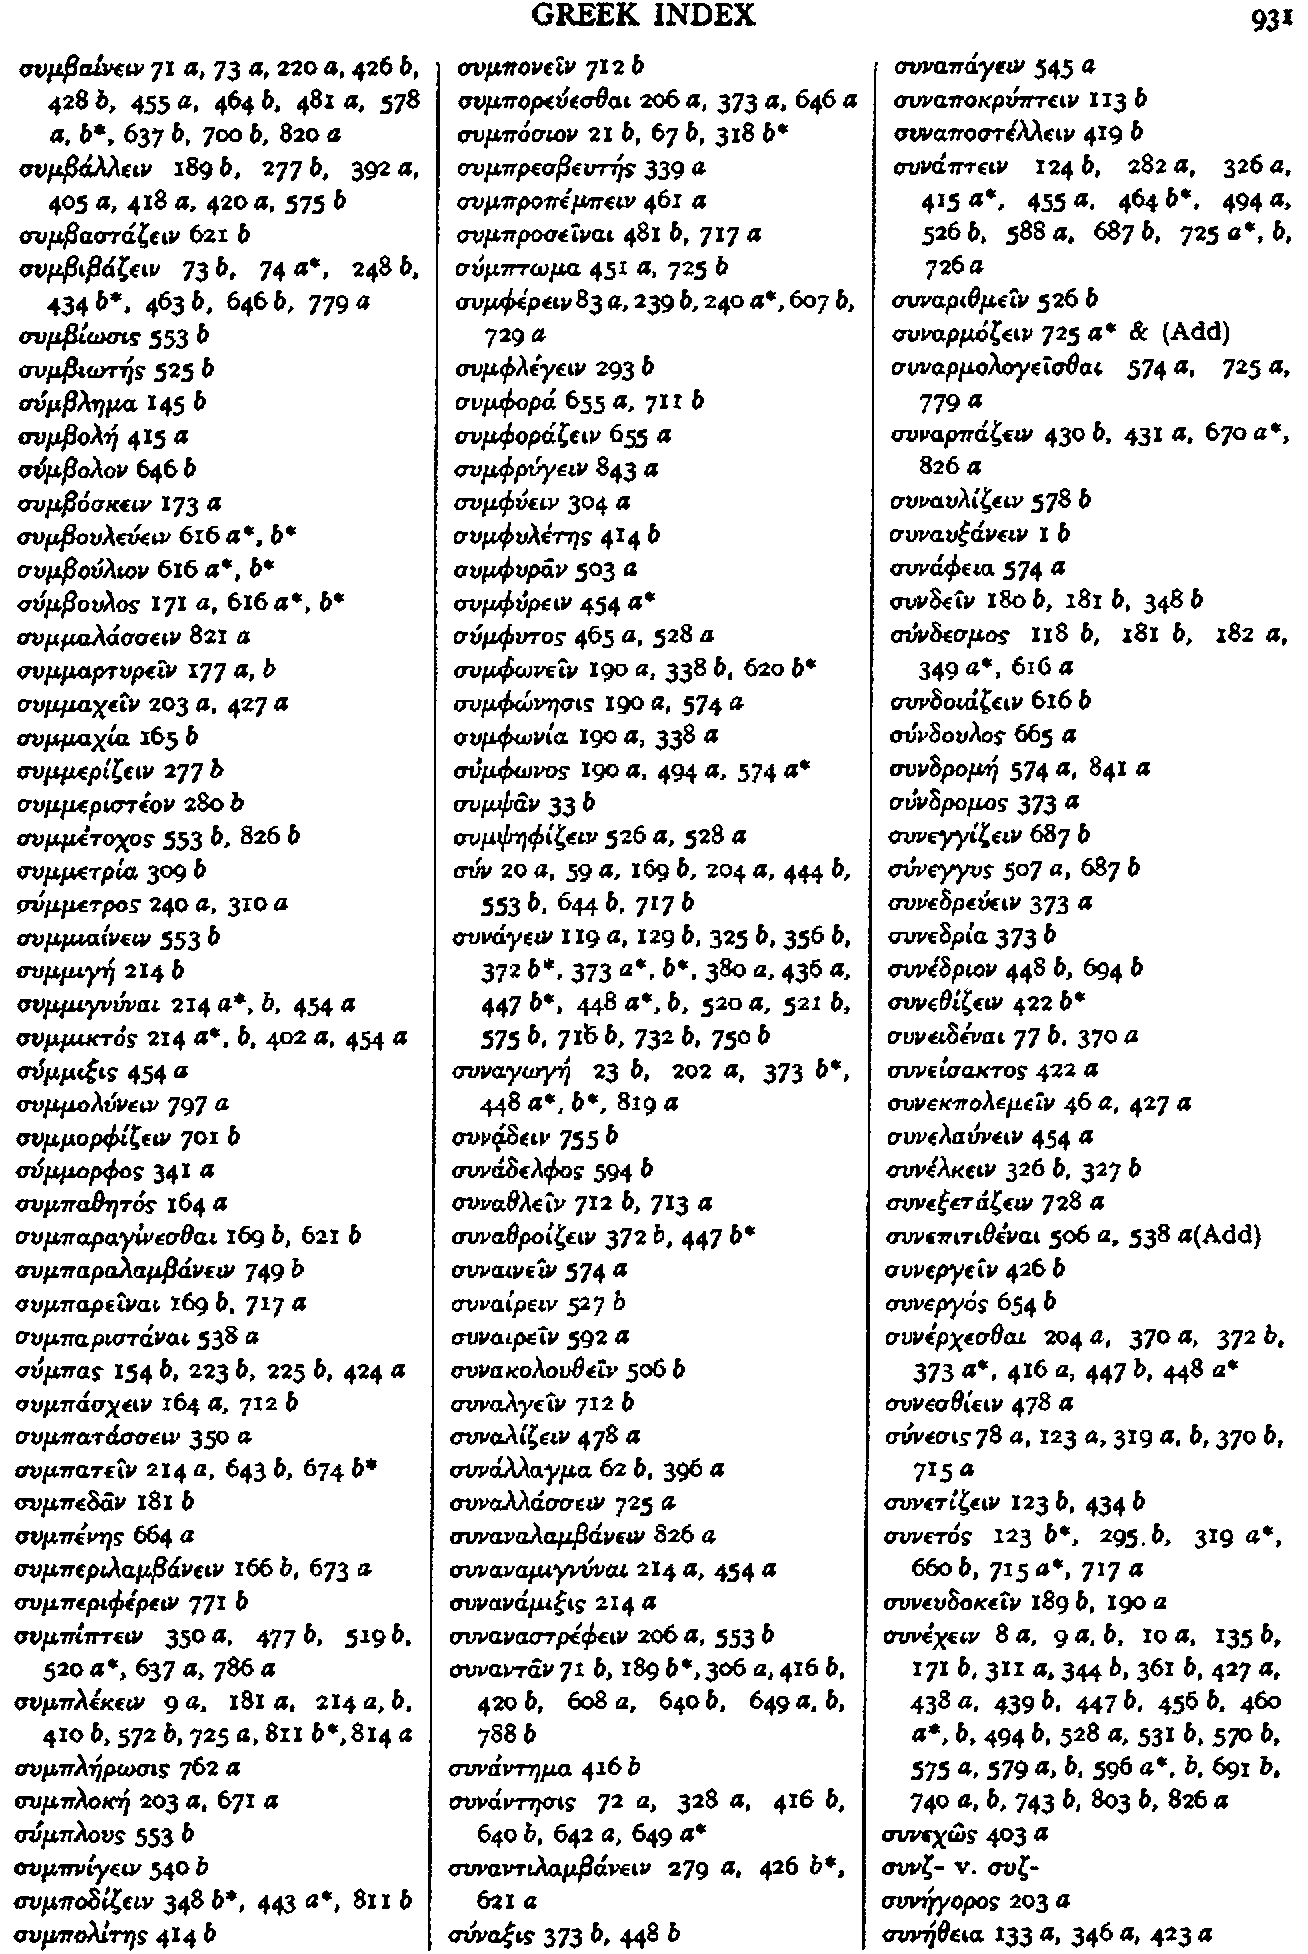 GREEK INDEX
931
συμβαίνειν 71 a, 73 a, 220 a, 426 b,
428 b, 455 a, 464 b, 481 a, 578
a, b*, 637 b, 700 b, 820 a
συμβάλλειν 189 b, 277 b, 392 a,
405 a, 418 a, 420 a, 575 b
συμβαστάζειν 621 b
συμβιβάζειν 73 b, 74 a*, 248 b,
434 b*, 463 b, 646 b, 779 a
συμβίωσις 553 b
συμβιωτής 525 b
σύμβλημα 145 b
συμβολή 415 a
σύμβολον 646 b
συμβόσκειν 173 a
συμβουλεύειν 616 a*, b*
συμβούλιον 616 a*, b*
σύμβουλος 171 a, 616 a*, b*
συμμαλάσσειν 821 a
συμμαρτυρεῖν 177 a, b
συμμαχεῖν 203 a, 427 a
συμμαχία 165 b
συμμερίζειν 277 b
συμμεριστέον 280 b
συμμέτοχος 553 b, 826 b
συμμετρία 309 b
σύμμετρος 240 a, 310 a
συμμιαίνειν 553 b
συμμιγή 214 b
συμμιγνύναι 214 a*, b, 454 a
συμμικτός 214 a*, b, 402 a, 454 a
σύμμιξις 454 a
συμμολύνειν 797 a
συμμορφίζειν 701 b
σύμμορφος 341 a
συμπαθητός 164 a
συμπαραγίνεσθαι 169 b, 621 b
συμπαραλαμβάνειν 749 b
συμπαρεῖναι 169 b, 717 a
συμπαριστάναι 538 a
σύμπας 154 b, 223 b, 225 b, 424 a
συμπάσχειν 164 a, 712 b
συμπατάσσειν 350 a
συμπατεῖν 214 a, 643 b, 674 b*
συμπεδᾶν 181 b
συμπένης 664 a
συμπεριλαμβάνειν 166 b, 673 a
συμπεριφέρειν 771 b
συμπίπτειν 350 a, 477 b, 519 b,
520 a*, 637 a, 786 a
συμπλέκειν 9 a, 181 a, 214 a, b,
410 b, 572 b, 725 a, 811 b*, 814 a
συμπλήρωσις 762 a
συμπλοκή 203 a, 671 a
σύμπλους 553 b
συμπνίγειν 540 b
συμποδίζειν 348 b*, 443 a*, 811 b
συμπολίτης 414 b
συμπονεῖν 712 b
συμπορεύεσθαι 206 a, 373 a, 646 a
συμπόσιον 21 b, 67 b, 318 b*
συμπρεσβευτής 339 a
συμπροπέμπειν 461 a
συμπροσεῖναι 481 b, 717 a
σύμπτωμα 451 a, 725 b
συμφέρειν 83 a, 239 b, 240 a*, 607 b,
729 a
συμφλέγειν 293 b
συμφορά 655 a, 711 b
συμφοράζειν 655 a
συμφρύγειν 843 a
συμφύειν 304 a
συμφυλέτης 414 b
συμφυρᾶν 503 a
συμφύρειν 454 a*
σύμφυτος 465 a, 528 a
συμφωνεῖν 190 a, 338 b, 620 b*
συμφώνησις 190 a, 574 a
συμφωνία 190 a, 338 a
σύμφωνος 190 a, 494 a, 574 a*
συμψᾶν 33 b
συμψηφίζειν 526 a, 528 a
σύν 20 a, 59 a, 169 b, 204 a, 444 b,
553 b, 644 b, 717 b
συνάγειν 119 a, 129 b, 325 b, 356 b,
372 b*, 373 a*, b*, 380 a, 436 a,
447 b*, 448 a*, b, 520 a, 521 b,
575 b, 716 b, 732 b, 750 b
συναγωγή 23 b, 202 a, 373 b*,
448 a*, b*, 819 a
συνᾴδειν 755 b
συνάδελφος 594 b
συναθλεῖν 712 b, 713 a
συναθροίζειν 372 b, 447 b*
συναινεῖν 574 a
συναίρειν 527 b
συναιρεῖν 592 a
συνακολουθεῖν 506 b
συναλγεῖν 712 b
συναλίζειν 478 a
συνάλλαγμα 62 b, 396 a
συναλλάσσειν 725 a
συναναλαμβάνειν 826 a
συναναμιγνύναι 214 a, 454 a
συνανάμιξις 214 a
συναναστρέφειν 206 a, 553 b
συναντᾶν 71 b, 189 b*, 306 a, 416 b,
420 b, 608 a, 640 b, 649 a, b,
788 b
συνάντημα 416 b
συνάντησις 72 a, 328 a, 416 b,
640 b, 642 a, 649 a*
συναντιλαμβάνειν 279 a, 426 b*,
621 a
σύναξις 373 b, 448 b
συναπάγειν 545 a
συναποκρύπτειν 113 b
συναποστέλλειν 419 b
συνάπτειν 124 b, 282 a, 326 a,
415 a*, 455 a, 464 b*, 494 a,
526 b, 588 a, 687 b, 725 a*, b,
726 a
συναριθμεῖν 526 b
συναρμόζειν 725 a* & (Add)
συναρμολογεῖσθαι 574 a, 725 a,
779 a
συναρπάζειν 430 b, 431 a, 670 a*,
826 a
συναυλίζειν 578 b
συναυξάνειν 1 b
συνάφεια 574 a
συνδεῖν 180 b, 181 b, 348 b
σύνδεσμος 118 b, 181 b, 182 a,
349 a*, 616 a
συνδοιάζειν 616 b
σύνδουλος 665 a
συνδρομή 574 a, 841 a
σύνδρομος 373 a
συνεγγίζειν 687 b
σύνεγγυς 507 a, 687 b
συνεδρεύειν 373 a
συνεδρία 373 b
συνέδριον 448 b, 694 b
συνεθίζειν 422 b*
συνειδέναι 77 b, 370 a
συνείσακτος 422 a
συνεκπολεμεῖν 46 a, 427 a
συνελαύνειν 454 a
συνέλκειν 326 b, 327 b
συνεξετάζειν 728 a
συνεπιτιθέναι 506 a, 538 a(Add)
συνεργεῖν 426 b
συνεργός 654 b
συνέρχεσθαι 204 a, 370 a, 372 b,
373 a*, 416 a, 447 b, 448 a*
συνεσθίειν 478 a
σύνεσις 78 a, 123 a, 319 a, b, 370 b,
715 a
συνετίζειν 123 b, 434 b
συνετός 123 b*, 295. b, 319 a*,
660 b, 715 a*, 717 a
συνευδοκεῖν 189 b, 190 a
συνέχειν 8 a, 9 a, b, 10 a, 135 b,
171 b, 311 a, 344 b, 361 b, 427 a,
438 a, 439 b, 447 b, 456 b, 460
a*, b, 494 b, 528 a, 531 b, 570 b,
575 a, 579 a, b, 596 a*, b, 691 b,
740 a, b, 743 b, 803 b, 826 a
συνεχῶς 403 a
συνζ- v. συζ-
συνήγορος 203 a
συνήθεια 133 a, 346 a, 423 a